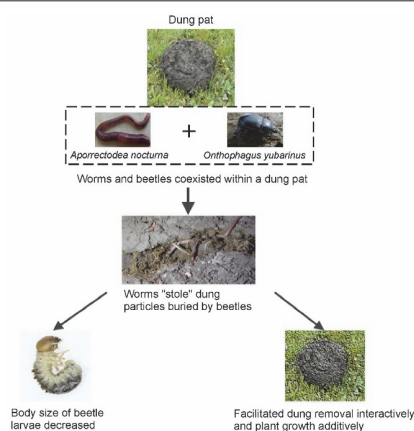 Dung pat
+
Aporrectodea nocturna
Onthophagus yubarinus
Worms and beetles coexisted within a dung pat
Worms "stole" dung
particles buried by beetles
Body size of beetle
larvae decreased
Facilitated dung removal interactively
and plant growth additively